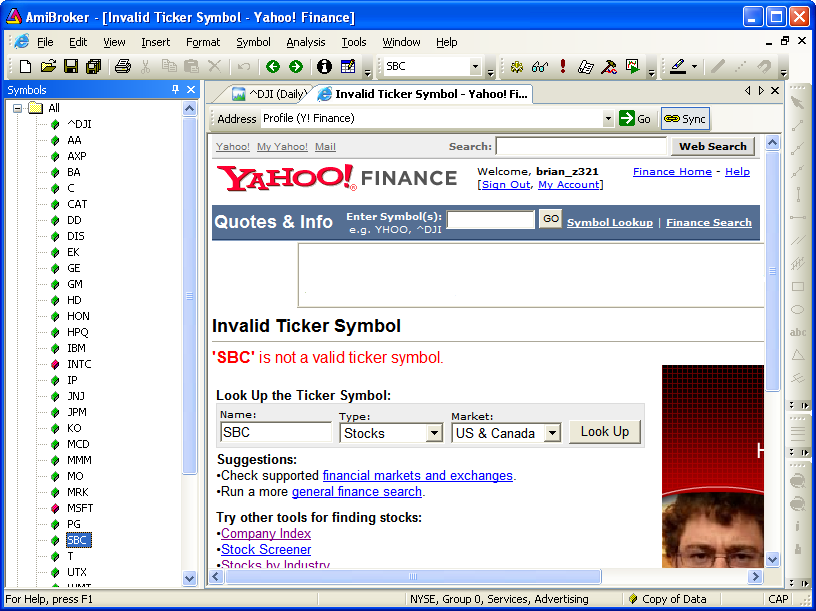 AmiBroker - [Invalid Ticker Symbol - Yahoo! Finance]
File Edit View Insert Format Symbol Analysis Tools Window Help
SBC
Symbols
^DJI (Daily)
Invalid Ticker Symbol - Yahoo! Fi...
All
^DJI
AA
AXP
BA
C
CAT
DD
DIS
EK
GE
GM
HD
HON
HPQ
IBM
INTC
IP
JNJ
JPM
KO
MCD
MMM
MO
MRK
MSFT
PG
SBC
T
UTX
WMT
Address Profile (Y! Finance) Go Sync
Yahoo! My Yahoo! Mail Search: Web Search
YAHOO! FINANCE
Welcome, brian_z321
[Sign Out, My Account]
Finance Home - Help
Quotes & Info
Enter Symbol(s):
e.g. YHOO, ^DJI
GO
Symbol Lookup | Finance Search
Invalid Ticker Symbol
'SBC' is not a valid ticker symbol.
Look Up the Ticker Symbol:
Name: Type: Market:
SBC Stocks US & Canada Look Up
Suggestions:
•Check supported financial markets and exchanges.
•Run a more general finance search.
Try other tools for finding stocks:
•Company Index
•Stock Screener
•Stocks by Industry
H
abc
For Help, press F1 NYSE, Group 0, Services, Advertising Copy of Data CAP